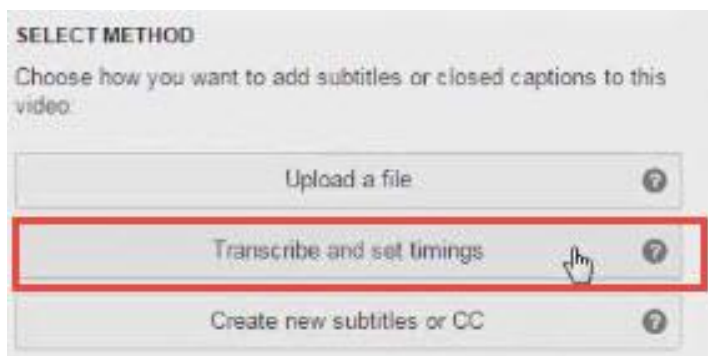 SELECT METHOD
Choose how you want to add subtitles or closed captions to this
video:
Upload a file
Transcribe and set timings
Create new subtitles or CC